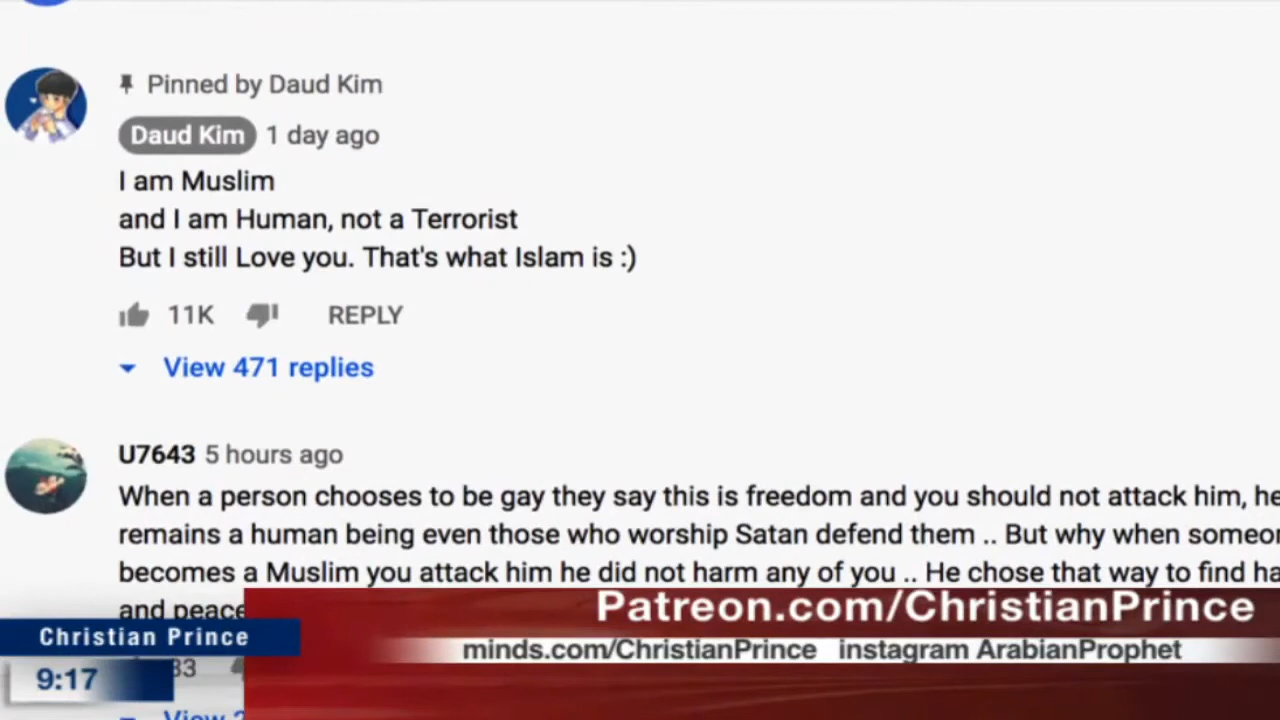 Pinned by Daud Kim
Daud Kim 1 day ago
I am Muslim
and I am Human, not a Terrorist
But I still Love you. That's what Islam is :)
11K REPLY
View 471 replies
U7643 5 hours ago
When a person chooses to be gay they say this is freedom and you should not attack him, he
remains a human being even those who worship Satan defend them .. But why when someo
becomes a Muslim you attack him he did not harm any of you .. He chose that way to find ha
and peace
Patreon.com/ChristianPrince
Christian Prince
minds.com/ChristianPrince instagram ArabianProphet
33
9:17
View